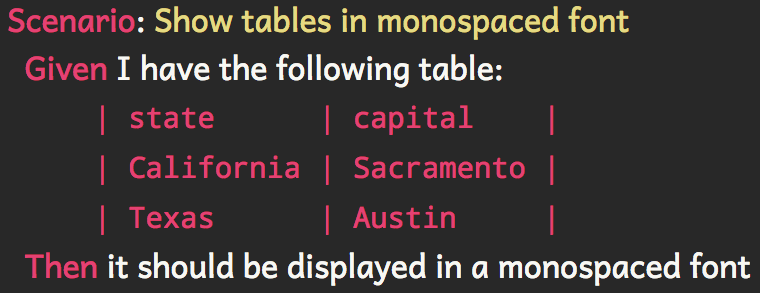 Scenario: Show tables in monospaced font
Given I have the following table:
| state      | capital    |
| California | Sacramento |
| Texas      | Austin     |
Then it should be displayed in a monospaced font